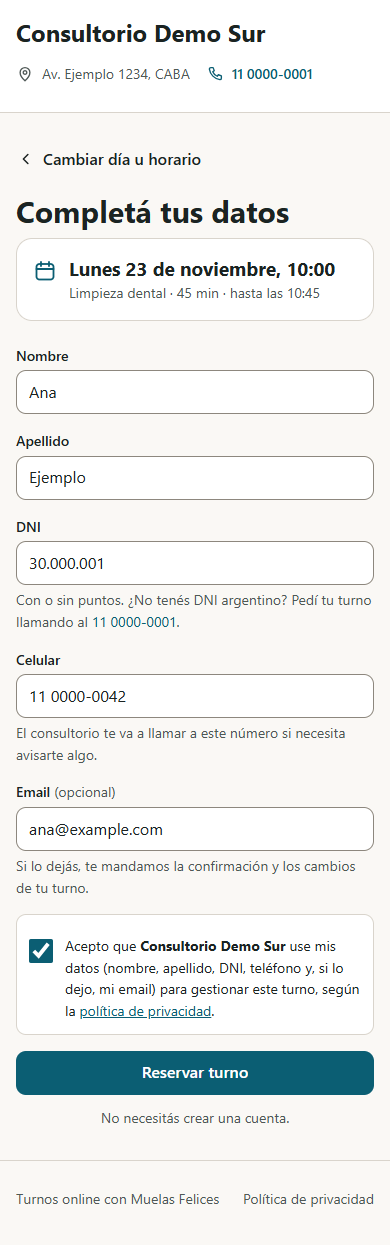 Consultorio Demo Sur
Av. Ejemplo 1234, CABA 11 0000-0001
Cambiar día u horario
Completá tus datos
Lunes 23 de noviembre, 10:00
Limpieza dental · 45 min · hasta las 10:45
Nombre
Ana
Apellido
Ejemplo
DNI
30.000.001
Con o sin puntos. ¿No tenés DNI argentino? Pedí tu turno
llamando al 11 0000-0001.
Celular
11 0000-0042
El consultorio te va a llamar a este número si necesita
avisarte algo.
Email (opcional)
ana@example.com
Si lo dejás, te mandamos la confirmación y los cambios
de tu turno.
Acepto que Consultorio Demo Sur use mis
datos (nombre, apellido, DNI, teléfono y, si lo
dejo, mi email) para gestionar este turno, según
la política de privacidad.
Reservar turno
No necesitás crear una cuenta.
Turnos online con Muelas Felices Política de privacidad